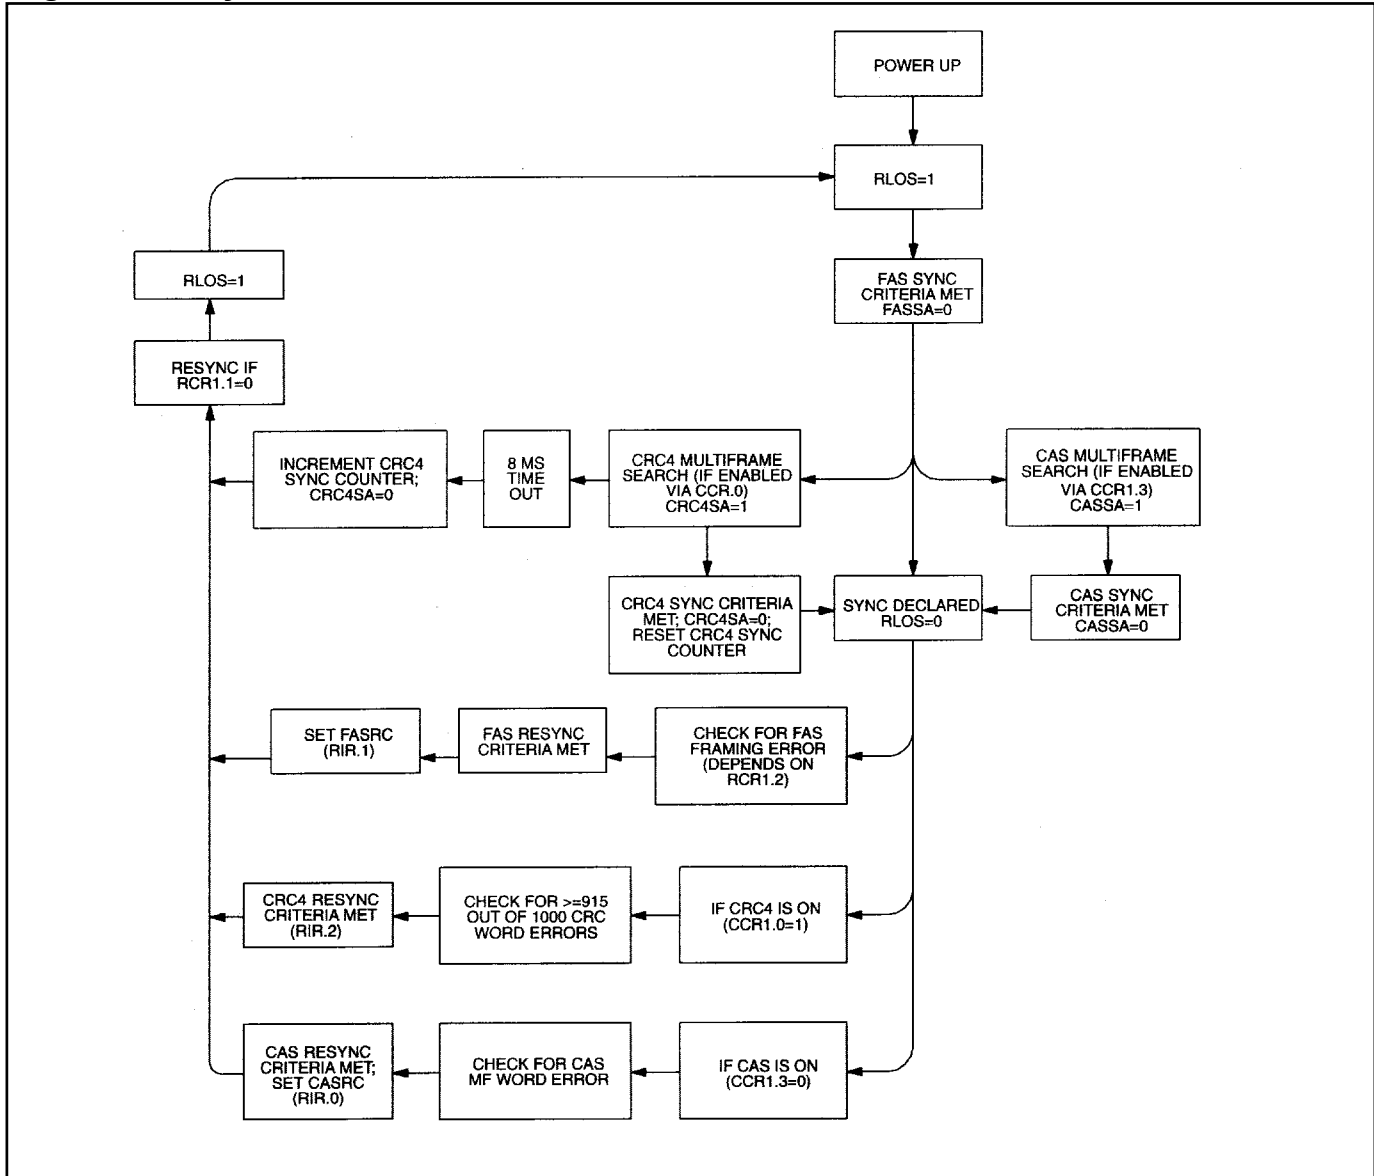 POWER UP
RLOS=1
RLOS=1
FAS SYNC
CRITERIA MET
FASSA=0
RESYNC IF
RCR1.1=0
INCREMENT CRC4
SYNC COUNTER;
CRC4SA=0
8 MS
TIME
OUT
CRC4 MULTIFRAME
SEARCH (IF ENABLED
VIA CCR.0)
CRC4SA=1
CAS MULTIFRAME
SEARCH (IF ENABLED
VIA CCR1.3)
CASSA=1
CRC4 SYNC CRITERIA
MET; CRC4SA=0;
RESET CRC4 SYNC
COUNTER
SYNC DECLARED
RLOS=0
CAS SYNC
CRITERIA MET
CASSA=0
SET FASRC
(RIR.1)
FAS RESYNC
CRITERIA MET
CHECK FOR FAS
FRAMING ERROR
(DEPENDS ON
RCR1.2)
CRC4 RESYNC
CRITERIA MET
(RIR.2)
CHECK FOR >=915
OUT OF 1000 CRC
WORD ERRORS
IF CRC4 IS ON
(CCR1.0=1)
CAS RESYNC
CRITERIA MET;
SET CASRC
(RIR.0)
CHECK FOR CAS
MF WORD ERROR
IF CAS IS ON
(CCR1.3=0)